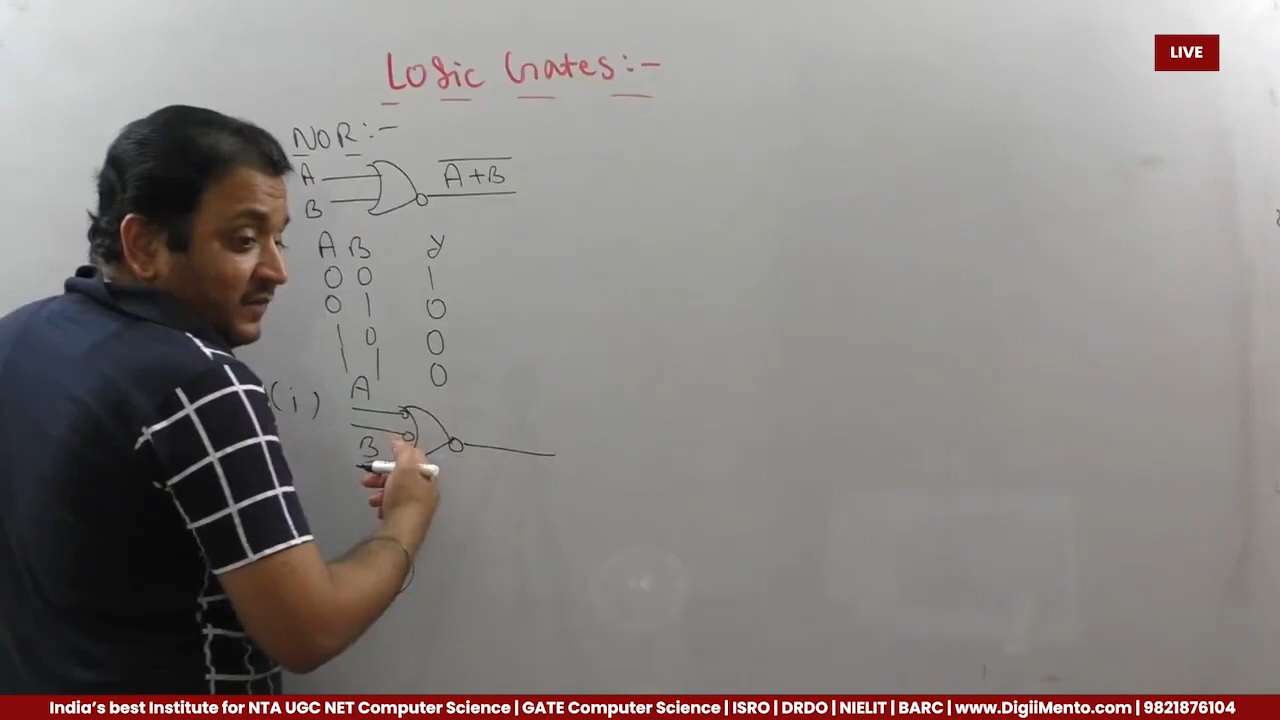 LIVE
Logic Gates:-
NOR:-
A
A+B
B
A B y
0 0 1
0 1 0
1 0 0
1 1 0
(i) A
B
India's best Institute for NTA UGC NET Computer Science | GATE Computer Science | ISRO | DRDO | NIELIT | BARC | www.DigiiMento.com | 9821876104